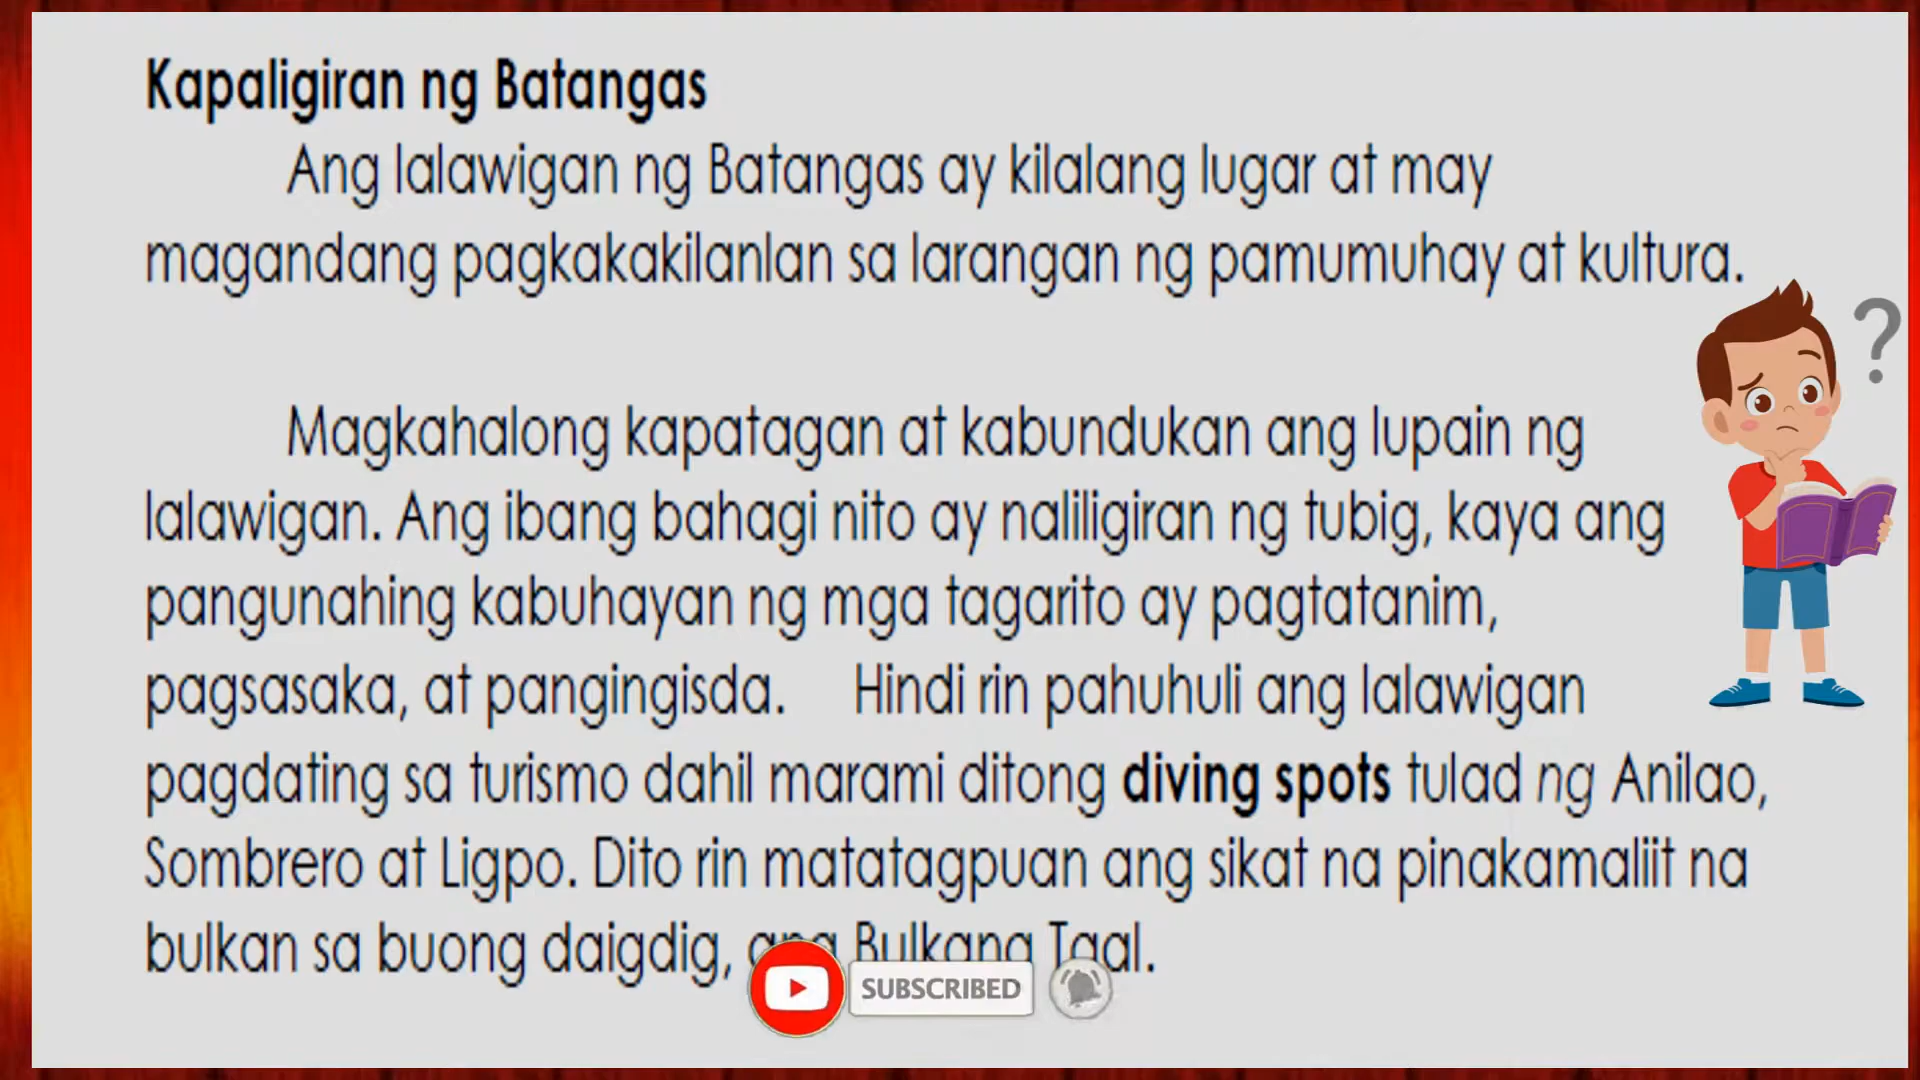 Kapaligiran ng Batangas
Ang lalawigan ng Batangas ay kilalang lugar at may
magandang pagkakakilanlan sa larangan ng pamumuhay at kultura.
?
Magkahalong kapatagan at kabundukan ang lupain ng
lalawigan. Ang ibang bahagi nito ay naliligiran ng tubig, kaya ang
pangunahing kabuhayan ng mga tagarito ay pagtatanim,
pagsasaka, at pangingisda. Hindi rin pahuhuli ang lalawigan
pagdating sa turismo dahil marami ditong diving spots tulad ng Anilao,
Sombrero at Ligpo. Dito rin matatagpuan ang sikat na pinakamaliit na
bulkan sa buong daigdig, ang Bulkang Taal.
SUBSCRIBED